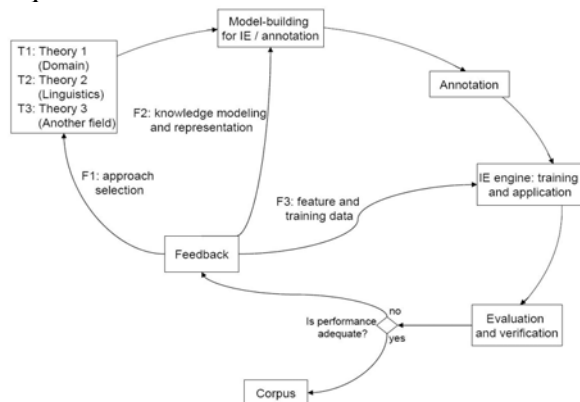 Model-building
for IE / annotation
T1: Theory 1
(Domain)
T2: Theory 2
(Linguistics)
T3: Theory 3
(Another field)
Annotation
F2: knowledge modeling
and representation
F1: approach
selection
F3: feature and
training data
IE engine: training
and application
Feedback
Is performance
adequate?
no
yes
Evaluation
and verification
Corpus